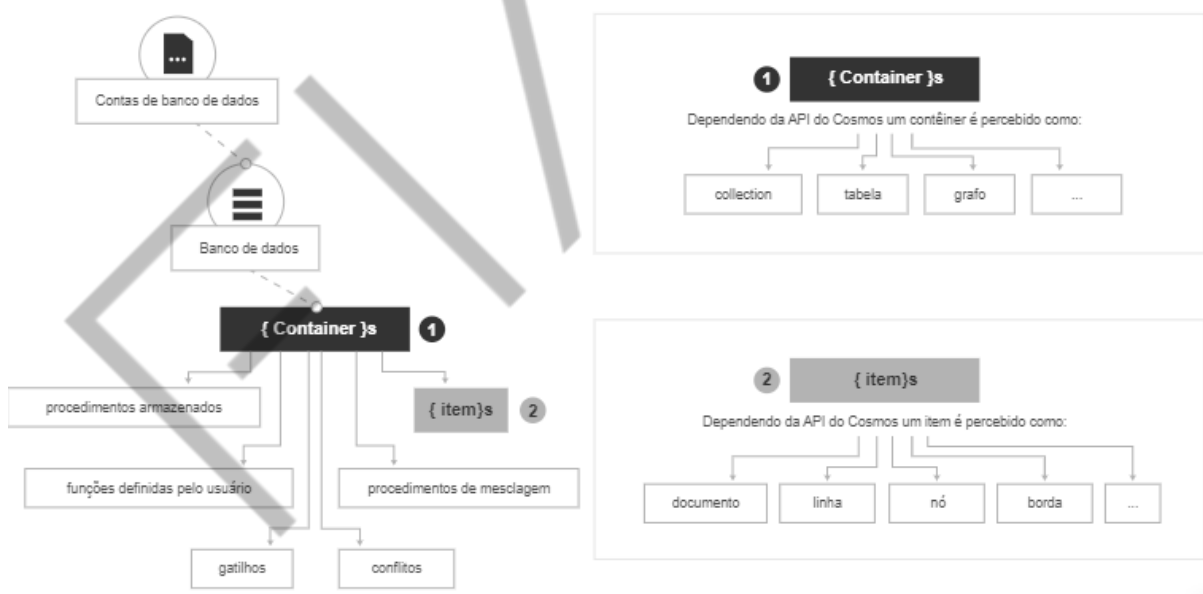 ...
Contas de banco de dados
Banco de dados
{ Container }s
1
procedimentos armazenados
{ item}s
2
funções definidas pelo usuário
procedimentos de mesclagem
gatilhos
conflitos
1
{ Container }s
Dependendo da API do Cosmos um contêiner é percebido como:
collection
tabela
grafo
...
2
{ item}s
Dependendo da API do Cosmos um item é percebido como:
documento
linha
nó
borda
...